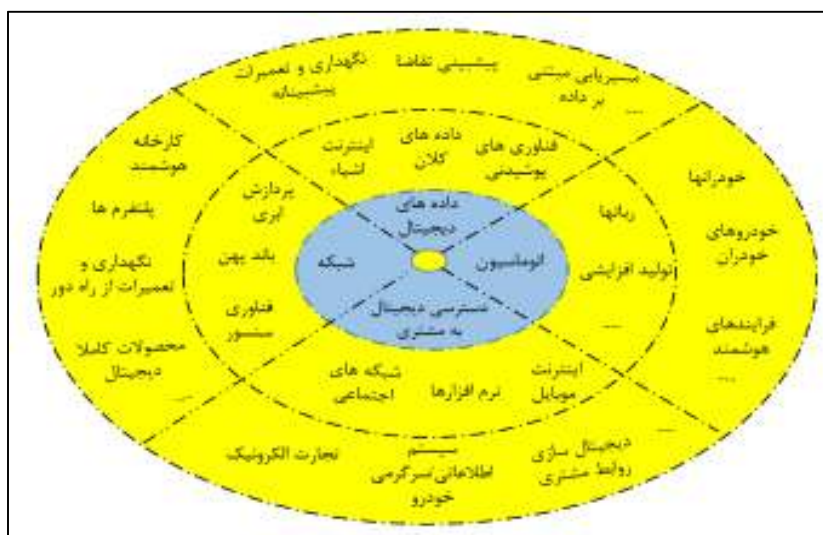 نگهداری و تعمیرات
پیشبینانه
پیشبینی تقاضا
مسیریابی مبتنی
بر داده
...
کارخانه
هوشمند
پلتفرم ها
نگهداری و
تعمیرات از راه دور
محصولات کاملا
دیجیتال
...
اینترنت
اشیاء
داده های
کلان
فناوری های
پوشیدنی
پردازش
ابری
باند پهن
فناوری
سنسور
داده های
دیجیتال
شبکه
اتوماسیون
دسترسی دیجیتال
به مشتری
رباتها
تولید افزایشی
...
خودرانها
خودروهای
خودران
فرایندهای
هوشمند
...
شبکه های
اجتماعی
نرم افزارها
اینترنت
موبایل
تجارت الکترونیک
سیستم
اطلاعاتی/سرگرمی
خودرو
دیجیتال سازی
روابط مشتری
...